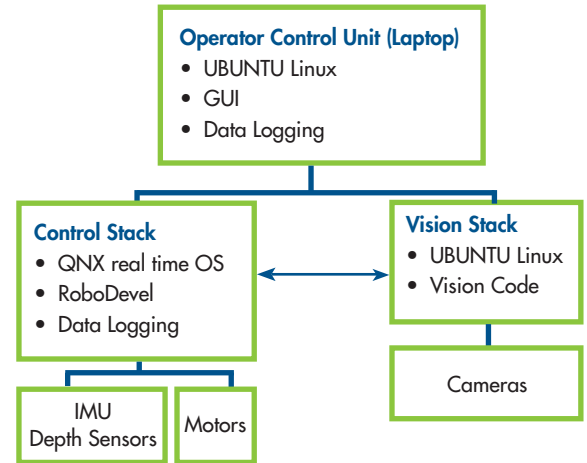 Operator Control Unit (Laptop)
• UBUNTU Linux
• GUI
• Data Logging
Control Stack
• QNX real time OS
• RoboDevel
• Data Logging
Vision Stack
• UBUNTU Linux
• Vision Code
IMU
Depth Sensors
Motors
Cameras